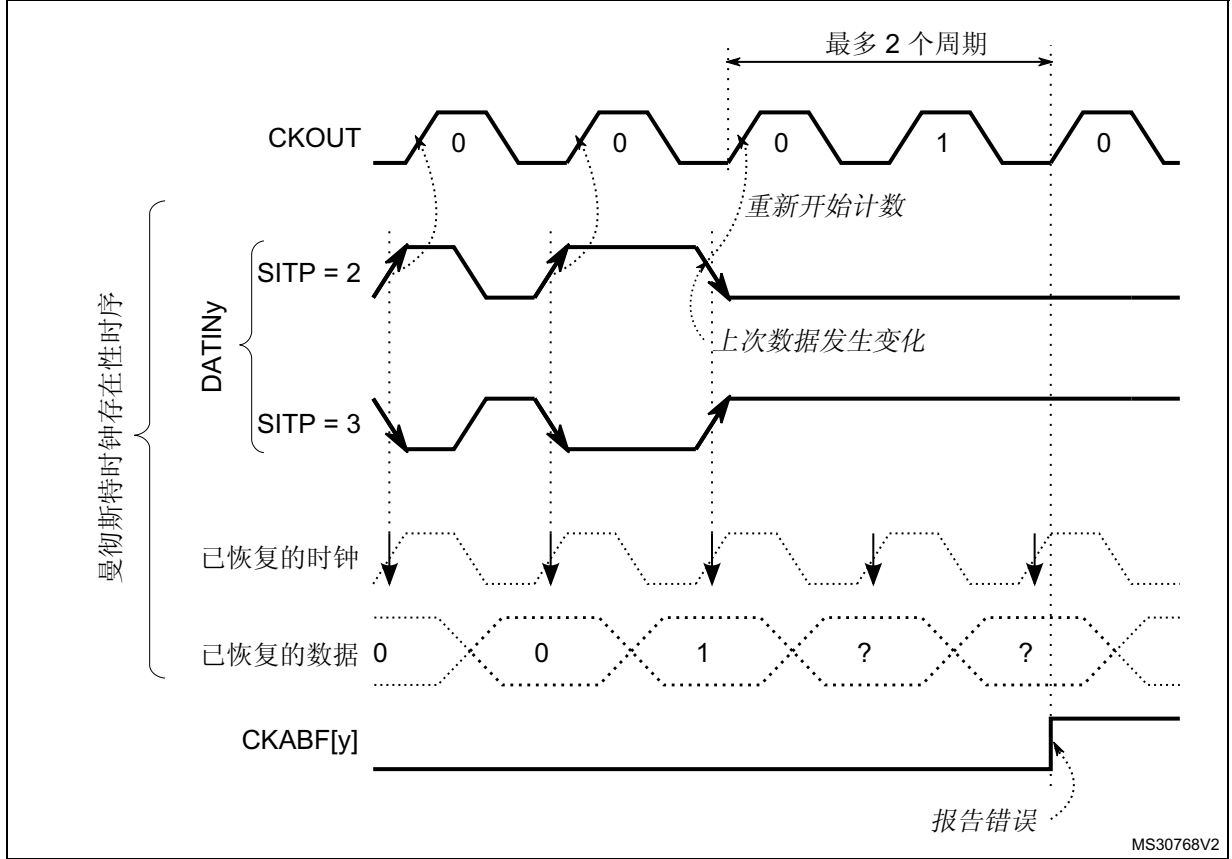 最多 2 个周期
CKOUT
0
0
0
1
0
重新开始计数
曼彻斯特时钟存在性时序
DATINy
SITP = 2
上次数据发生变化
SITP = 3
已恢复的时钟
已恢复的数据
0
0
1
?
?
CKABF[y]
报告错误
MS30768V2